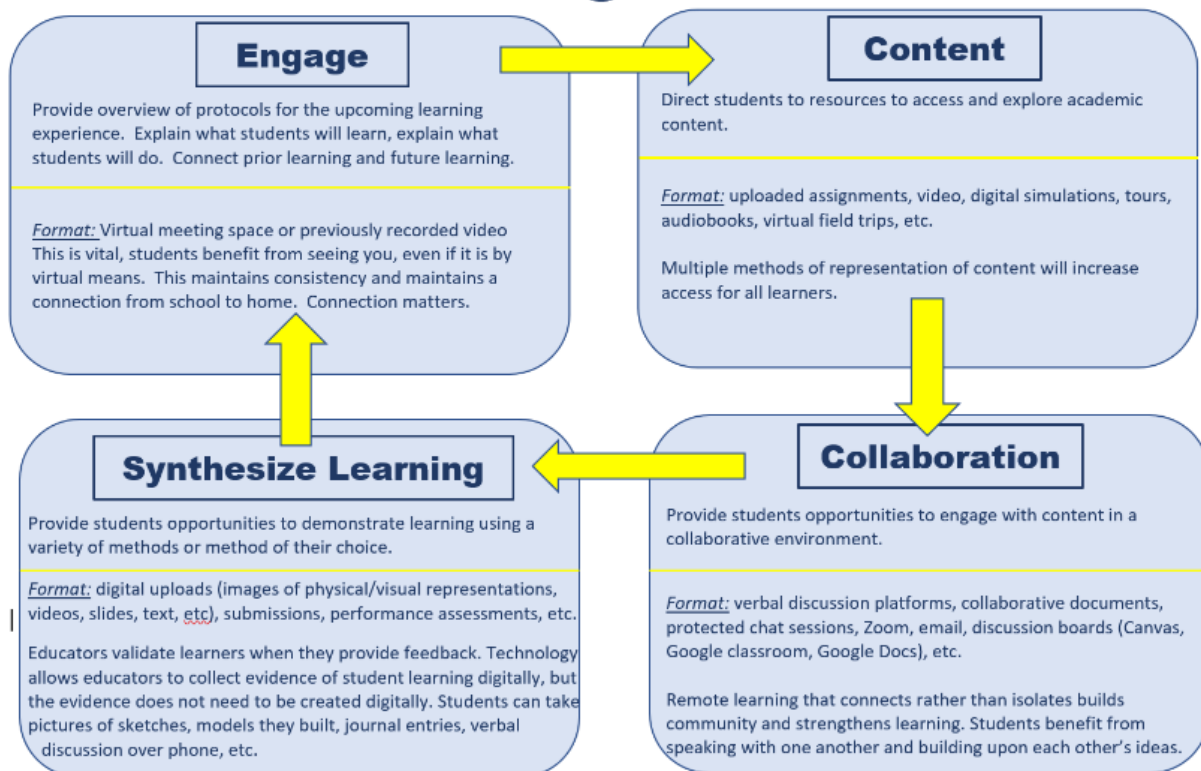 Engage
Provide overview of protocols for the upcoming learning
experience.  Explain what students will learn, explain what
students will do.  Connect prior learning and future learning.
Format: Virtual meeting space or previously recorded video
This is vital, students benefit from seeing you, even if it is by
virtual means.  This maintains consistency and maintains a
connection from school to home.  Connection matters.
Content
Direct students to resources to access and explore academic
content.
Format: uploaded assignments, video, digital simulations, tours,
audiobooks, virtual field trips, etc.
Multiple methods of representation of content will increase
access for all learners.
Collaboration
Provide students opportunities to engage with content in a
collaborative environment.
Format: verbal discussion platforms, collaborative documents,
protected chat sessions, Zoom, email, discussion boards (Canvas,
Google classroom, Google Docs), etc.
Remote learning that connects rather than isolates builds
community and strengthens learning. Students benefit from
speaking with one another and building upon each other's ideas.
Synthesize Learning
Provide students opportunities to demonstrate learning using a
variety of methods or method of their choice.
Format: digital uploads (images of physical/visual representations,
videos, slides, text, etc), submissions, performance assessments, etc.
Educators validate learners when they provide feedback. Technology
allows educators to collect evidence of student learning digitally, but
the evidence does not need to be created digitally. Students can take
pictures of sketches, models they built, journal entries, verbal
discussion over phone, etc.